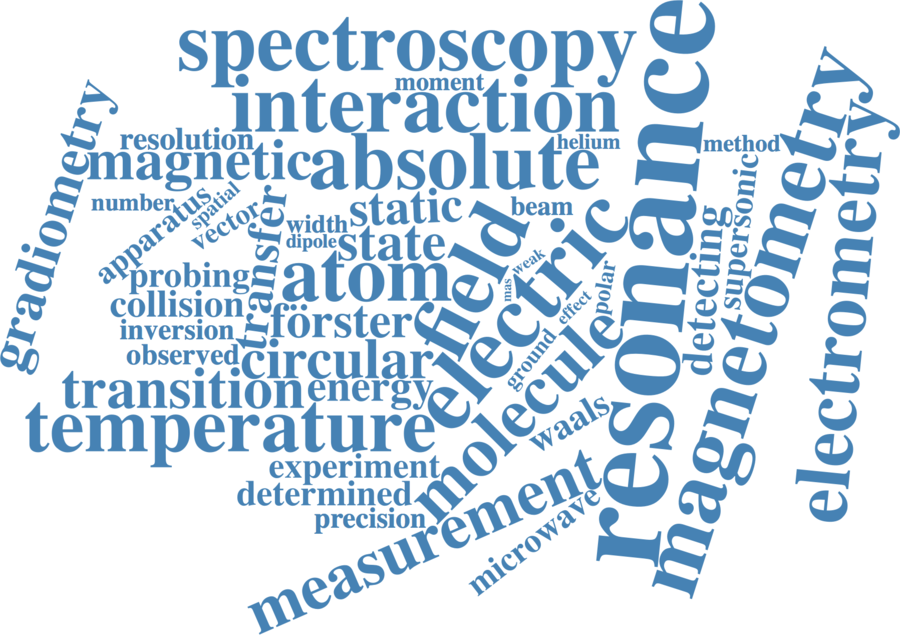 spectroscopy
moment
interaction
resolution
helium
magnetic
absolute
method
gradiometry
number
apparatus
spatial
vector
transfer
width
dipole
static
state
beam
probing
atom
field
electric
weak
mas
effect
polar
collision
inversion
observed
förster
circular
ground
molecule
resonance
detecting
supersonic
magnetometry
electrometry
transition
energy
temperature
waals
experiment
determined
precision
measurement
microwave